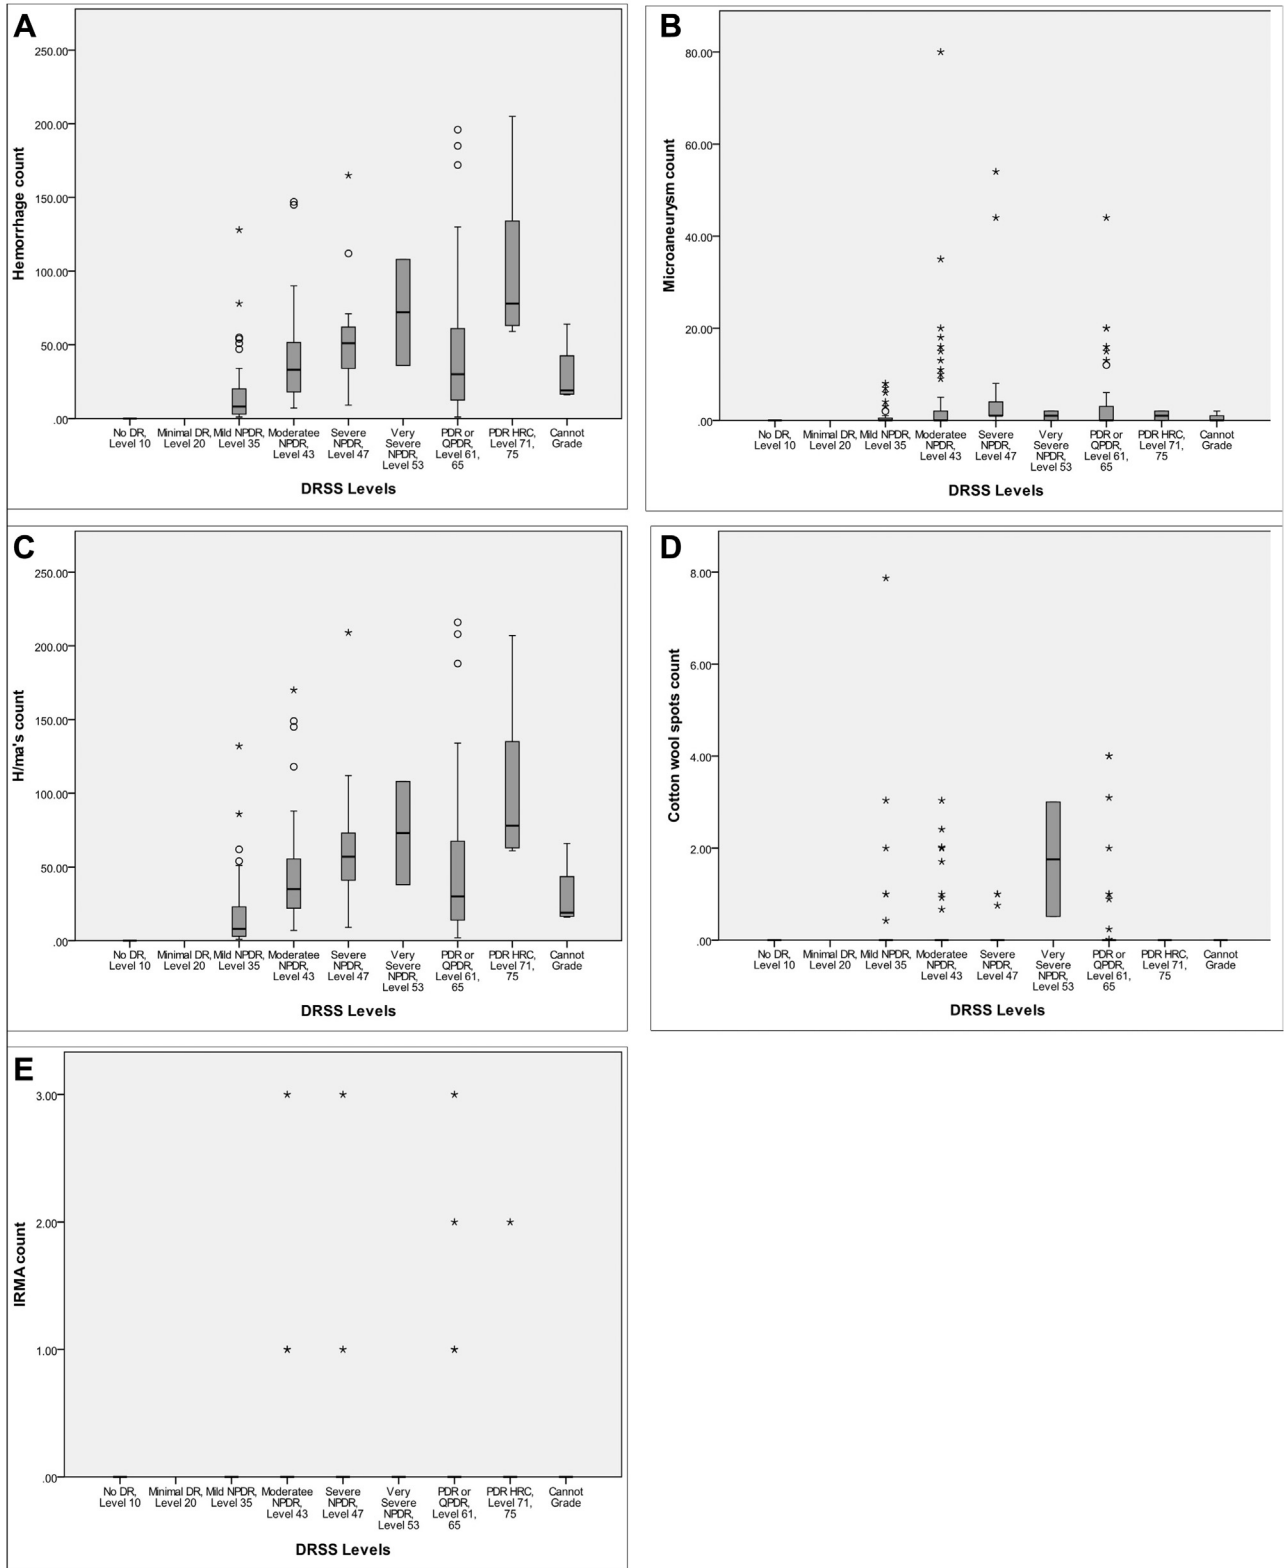 A
250.00
200.00
150.00
100.00
50.00
.00
Hemorrhage count
No DR, Level 10
Minimal DR, Level 20
Mild NPDR, Level 35
Moderatee NPDR, Level 43
Severe NPDR, Level 47
Very Severe NPDR, Level 53
PDR or QPDR, Level 61, 65
PDR HRC, Level 71, 75
Cannot Grade
DRSS Levels
B
80.00
60.00
40.00
20.00
.00
Microaneurysm count
No DR, Level 10
Minimal DR, Level 20
Mild NPDR, Level 35
Moderatee NPDR, Level 43
Severe NPDR, Level 47
Very Severe NPDR, Level 53
PDR or QPDR, Level 61, 65
PDR HRC, Level 71, 75
Cannot Grade
DRSS Levels
C
250.00
200.00
150.00
100.00
50.00
.00
H/ma's count
No DR, Level 10
Minimal DR, Level 20
Mild NPDR, Level 35
Moderatee NPDR, Level 43
Severe NPDR, Level 47
Very Severe NPDR, Level 53
PDR or QPDR, Level 61, 65
PDR HRC, Level 71, 75
Cannot Grade
DRSS Levels
D
8.00
6.00
4.00
2.00
.00
Cotton wool spots count
No DR, Level 10
Minimal DR, Level 20
Mild NPDR, Level 35
Moderatee NPDR, Level 43
Severe NPDR, Level 47
Very Severe NPDR, Level 53
PDR or QPDR, Level 61, 65
PDR HRC, Level 71, 75
Cannot Grade
DRSS Levels
E
3.00
2.00
1.00
.00
IRMA count
No DR, Level 10
Minimal DR, Level 20
Mild NPDR, Level 35
Moderatee NPDR, Level 43
Severe NPDR, Level 47
Very Severe NPDR, Level 53
PDR or QPDR, Level 61, 65
PDR HRC, Level 71, 75
Cannot Grade
DRSS Levels